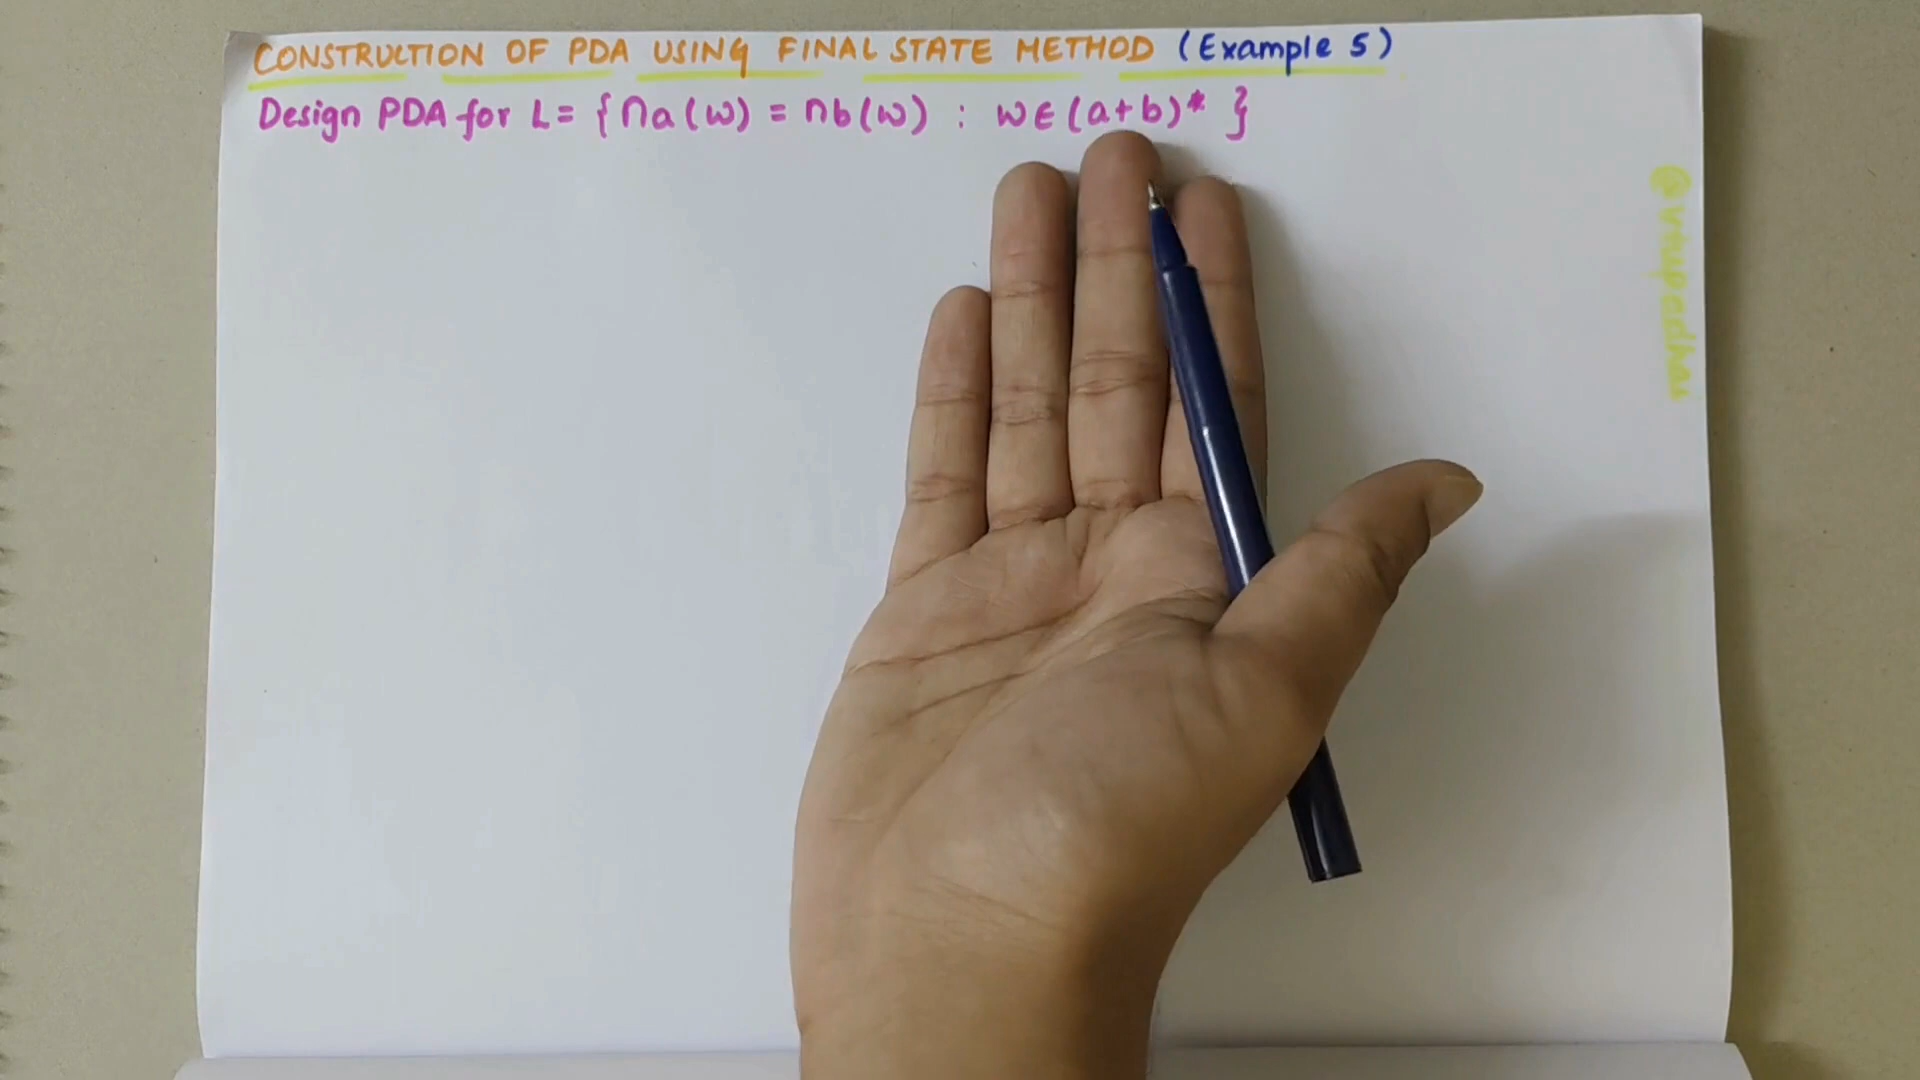 CONSTRUCTION OF PDA USING FINAL STATE METHOD (Example 5)
Design PDA for L= {na(w) = nb(w) : w∈(a+b)* }